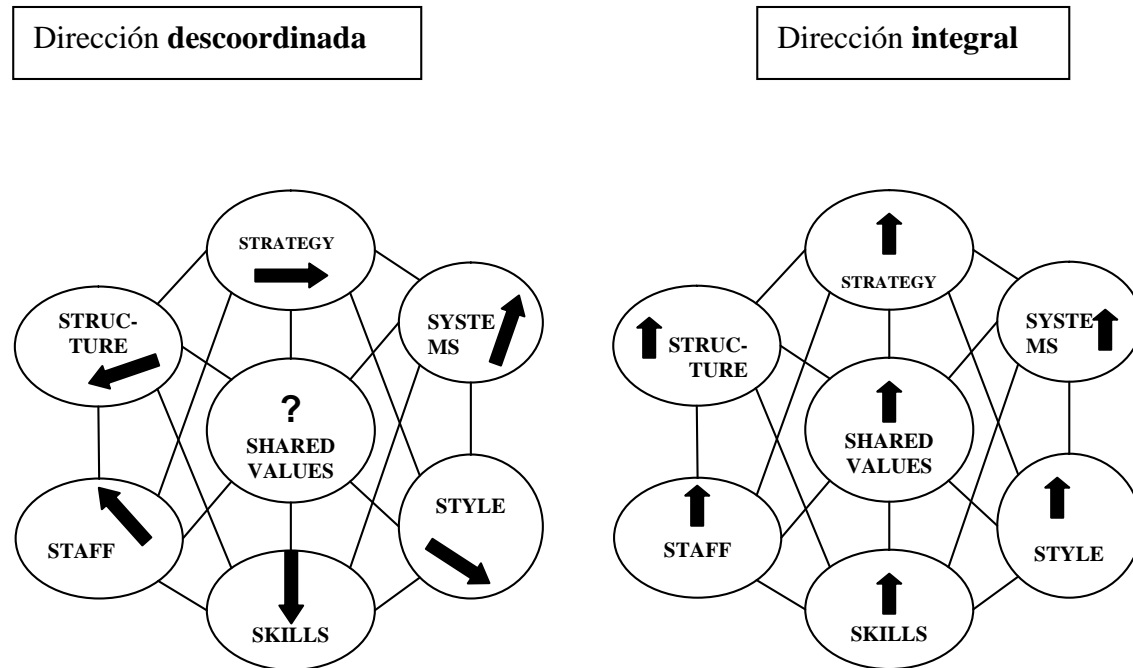 Dirección descoordinada
Dirección integral
STRATEGY
STRUC-
TURE
SYSTE
MS
?
SHARED
VALUES
STAFF
STYLE
SKILLS
STRATEGY
STRUC-
TURE
SYSTE
MS
SHARED
VALUES
STAFF
STYLE
SKILLS